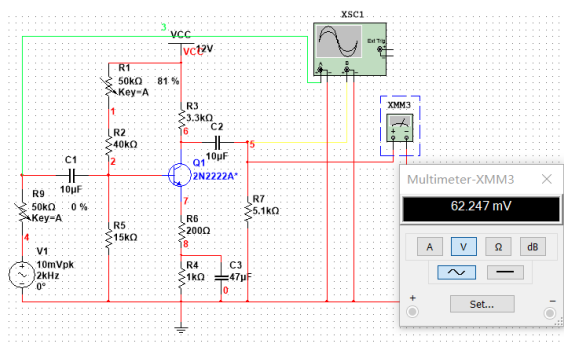 XSC1
3
VCC
VCC
12V
Ext Trig
A
B
R1
50kΩ
81 %
Key=A
XMM3
1
R3
3.3kΩ
6
C2
5
10µF
R2
40kΩ
2
C1
10µF
Q1
2N2222A*
R9
50kΩ
0 %
Key=A
4
R5
15kΩ
7
R6
200Ω
8
R7
5.1kΩ
V1
10mVpk
2kHz
0°
R4
1kΩ
C3
47µF
0
Multimeter-XMM3
62.247 mV
A V Ω dB
Set...
+ −